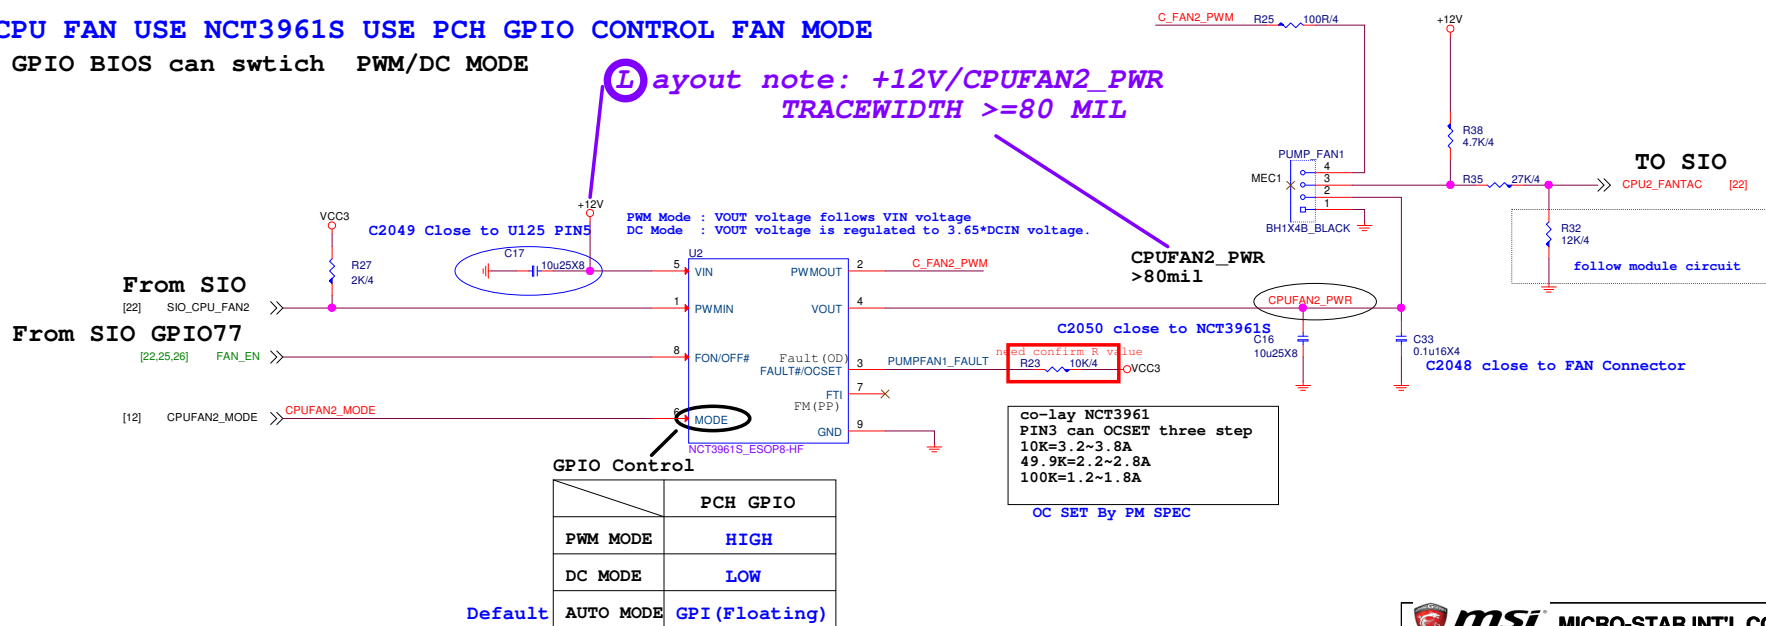 CPU FAN USE NCT3961S USE PCH GPIO CONTROL FAN MODE
GPIO BIOS can swtich PWM/DC MODE
Layout note: +12V/CPUFAN2_PWR
TRACEWIDTH >=80 MIL
C_FAN2_PWM
R25
100R/4
+12V
R38
4.7K/4
PUMP_FAN1
MEC1
4
3
2
1
BH1X4B_BLACK
R35
27K/4
TO SIO
CPU2_FANTAC [22]
R32
12K/4
follow module circuit
VCC3
R27
2K/4
C2049 Close to U125 PIN5
+12V
C17
10u25X8
PWM Mode : VOUT voltage follows VIN voltage
DC Mode : VOUT voltage is regulated to 3.65*DCIN voltage.
CPUFAN2_PWR
>80mil
From SIO
[22] SIO_CPU_FAN2
From SIO GPIO77
[22,25,26] FAN_EN
[12] CPUFAN2_MODE
CPUFAN2_MODE
U2
5 VIN
1 PWMIN
8 FON/OFF#
6 MODE
PWMOUT 2
VOUT 4
Fault(OD)
FAULT#/OCSET 3
FTI 7
FM(PP)
GND 9
NCT3961S_ESOP8-HF
C_FAN2_PWM
CPUFAN2_PWR
C2050 close to NCT3961S
C16
10u25X8
C33
0.1u16X4
C2048 close to FAN Connector
PUMPFAN1_FAULT
need confirm R value
R23
10K/4
VCC3
co-lay NCT3961
PIN3 can OCSET three step
10K=3.2~3.8A
49.9K=2.2~2.8A
100K=1.2~1.8A
OC SET By PM SPEC
GPIO Control
PCH GPIO
PWM MODE HIGH
DC MODE LOW
Default AUTO MODE GPI(Floating)
msi MICRO-STAR INT'L CO